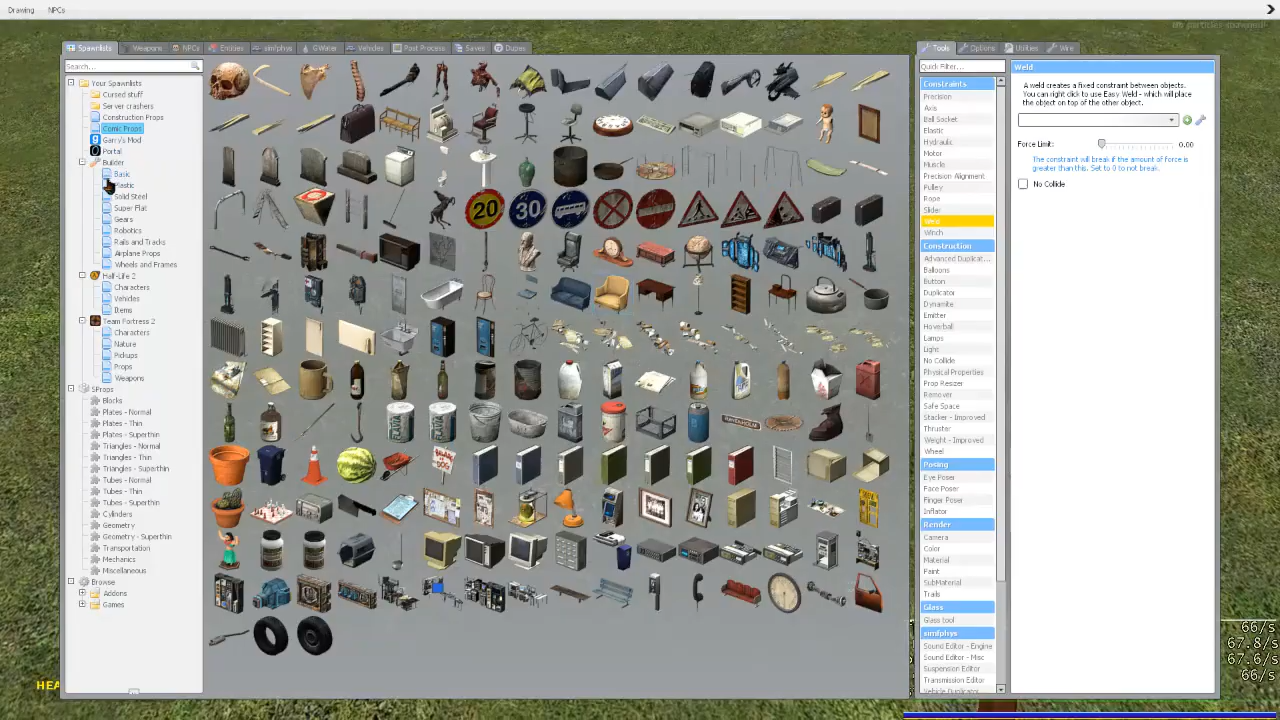 Drawing NPCs
Spawnlists Weapons NPCs Entities simfphys GWater Vehicles Post Process Saves Dupes
Search...
Your Spawnlists
Cursed stuff
Server crashers
Construction Props
Comic Props
Garry's Mod
Portal
Builder
Basic
Plastic
Solid Steel
Super Flat
Gears
Robotics
Rails and Tracks
Airplane Props
Wheels and Frames
Half-Life 2
Characters
Vehicles
Items
Team Fortress 2
Characters
Nature
Pickups
Props
Weapons
SProps
Blocks
Plates - Normal
Plates - Thin
Plates - Superthin
Triangles - Normal
Triangles - Thin
Triangles - Superthin
Tubes - Normal
Tubes - Thin
Tubes - Superthin
Cylinders
Geometry
Geometry - Superthin
Transportation
Mechanics
Miscellaneous
Browse
Addons
Games
20
30
Tools Options Utilities Wire
Quick Filter...
Constraints
Precision
Axis
Ball Socket
Elastic
Hydraulic
Motor
Muscle
Precision Alignment
Pulley
Rope
Slider
Weld
Winch
Construction
Advanced Duplicat...
Balloons
Button
Duplicator
Dynamite
Emitter
Hoverball
Lamps
Light
No Collide
Physical Properties
Prop Resizer
Remover
Safe Space
Stacker - Improved
Thruster
Weight - Improved
Wheel
Posing
Eye Poser
Face Poser
Finger Poser
Inflator
Render
Camera
Color
Material
Paint
SubMaterial
Trails
Glass
Glass tool
simfphys
Sound Editor - Engine
Sound Editor - Misc
Suspension Editor
Transmission Editor
Vehicle Duplicator
Weld
A weld creates a fixed constraint between objects.
You can right click to use Easy Weld - which will place
the object on top of the other object.
Force Limit: 0.00
The constraint will break if the amount of force is
greater than this. Set to 0 to not break.
No Collide
66/s
67.8/s
67.6/s
66/s
HEA